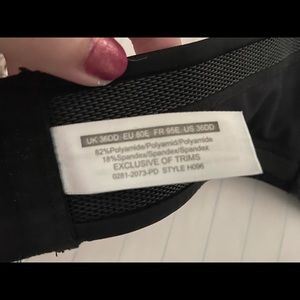 UK 36DD EU 80E FR 95E US 36DD
82%Polyamide/Polyamid/Polyamide
18%Spandex/Spandex/Spandex
EXCLUSIVE OF TRIMS
0281-2073-PD STYLE H096